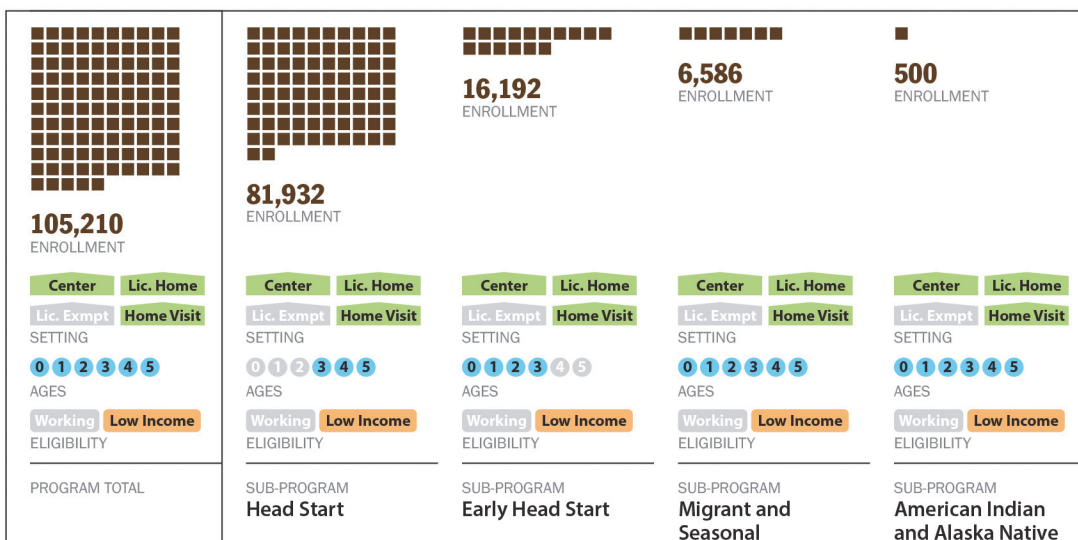 105,210
ENROLLMENT
Center Lic. Home
Lic. Exmpt Home Visit
SETTING
0 1 2 3 4 5
AGES
Working Low Income
ELIGIBILITY
PROGRAM TOTAL
81,932
ENROLLMENT
Center Lic. Home
Lic. Exmpt Home Visit
SETTING
0 1 2 3 4 5
AGES
Working Low Income
ELIGIBILITY
SUB-PROGRAM
Head Start
16,192
ENROLLMENT
Center Lic. Home
Lic. Exmpt Home Visit
SETTING
0 1 2 3 4 5
AGES
Working Low Income
ELIGIBILITY
SUB-PROGRAM
Early Head Start
6,586
ENROLLMENT
Center Lic. Home
Lic. Exmpt Home Visit
SETTING
0 1 2 3 4 5
AGES
Working Low Income
ELIGIBILITY
SUB-PROGRAM
Migrant and
Seasonal
500
ENROLLMENT
Center Lic. Home
Lic. Exmpt Home Visit
SETTING
0 1 2 3 4 5
AGES
Working Low Income
ELIGIBILITY
SUB-PROGRAM
American Indian
and Alaska Native